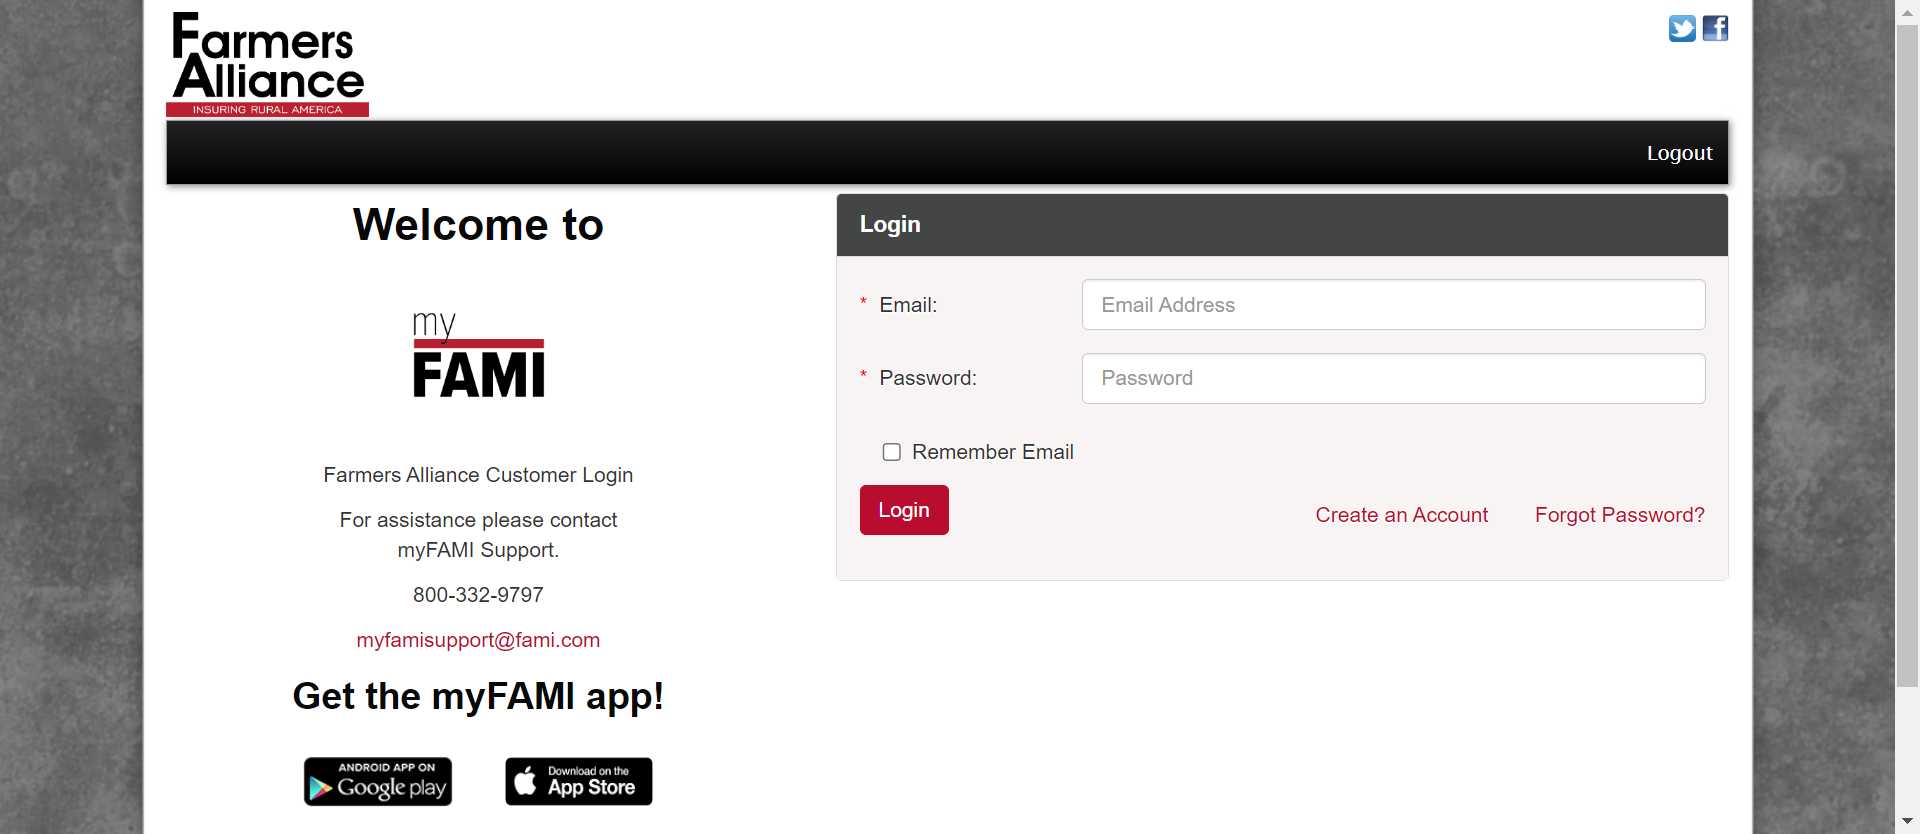 Farmers
Alliance
INSURING RURAL AMERICA
Logout
Welcome to
my
FAMI
Farmers Alliance Customer Login
For assistance please contact
myFAMI Support.
800-332-9797
myfamisupport@fami.com
Get the myFAMI app!
ANDROID APP ON
Google play
Download on the
App Store
Login
* Email:
Email Address
* Password:
Password
Remember Email
Login
Create an Account
Forgot Password?